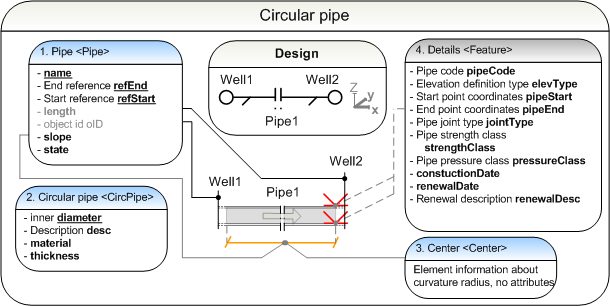 Circular pipe
1. Pipe <Pipe>
- name
- End reference refEnd
- Start reference refStart
- length
- object id oID
- slope
- state
Design
Well1
Well2
Pipe1
Z
y
x
4. Details <Feature>
- Pipe code pipeCode
- Elevation definition type elevType
- Start point coordinates pipeStart
- End point coordinates pipeEnd
- Pipe joint type jointType
- Pipe strength class
strengthClass
- Pipe pressure class pressureClass
- constuctionDate
- renewalDate
- Renewal description renewalDesc
2. Circular pipe <CircPipe>
- inner diameter
- Description desc
- material
- thickness
Well1
Pipe1
Well2
3. Center <Center>
Element information about
curvature radius, no attributes